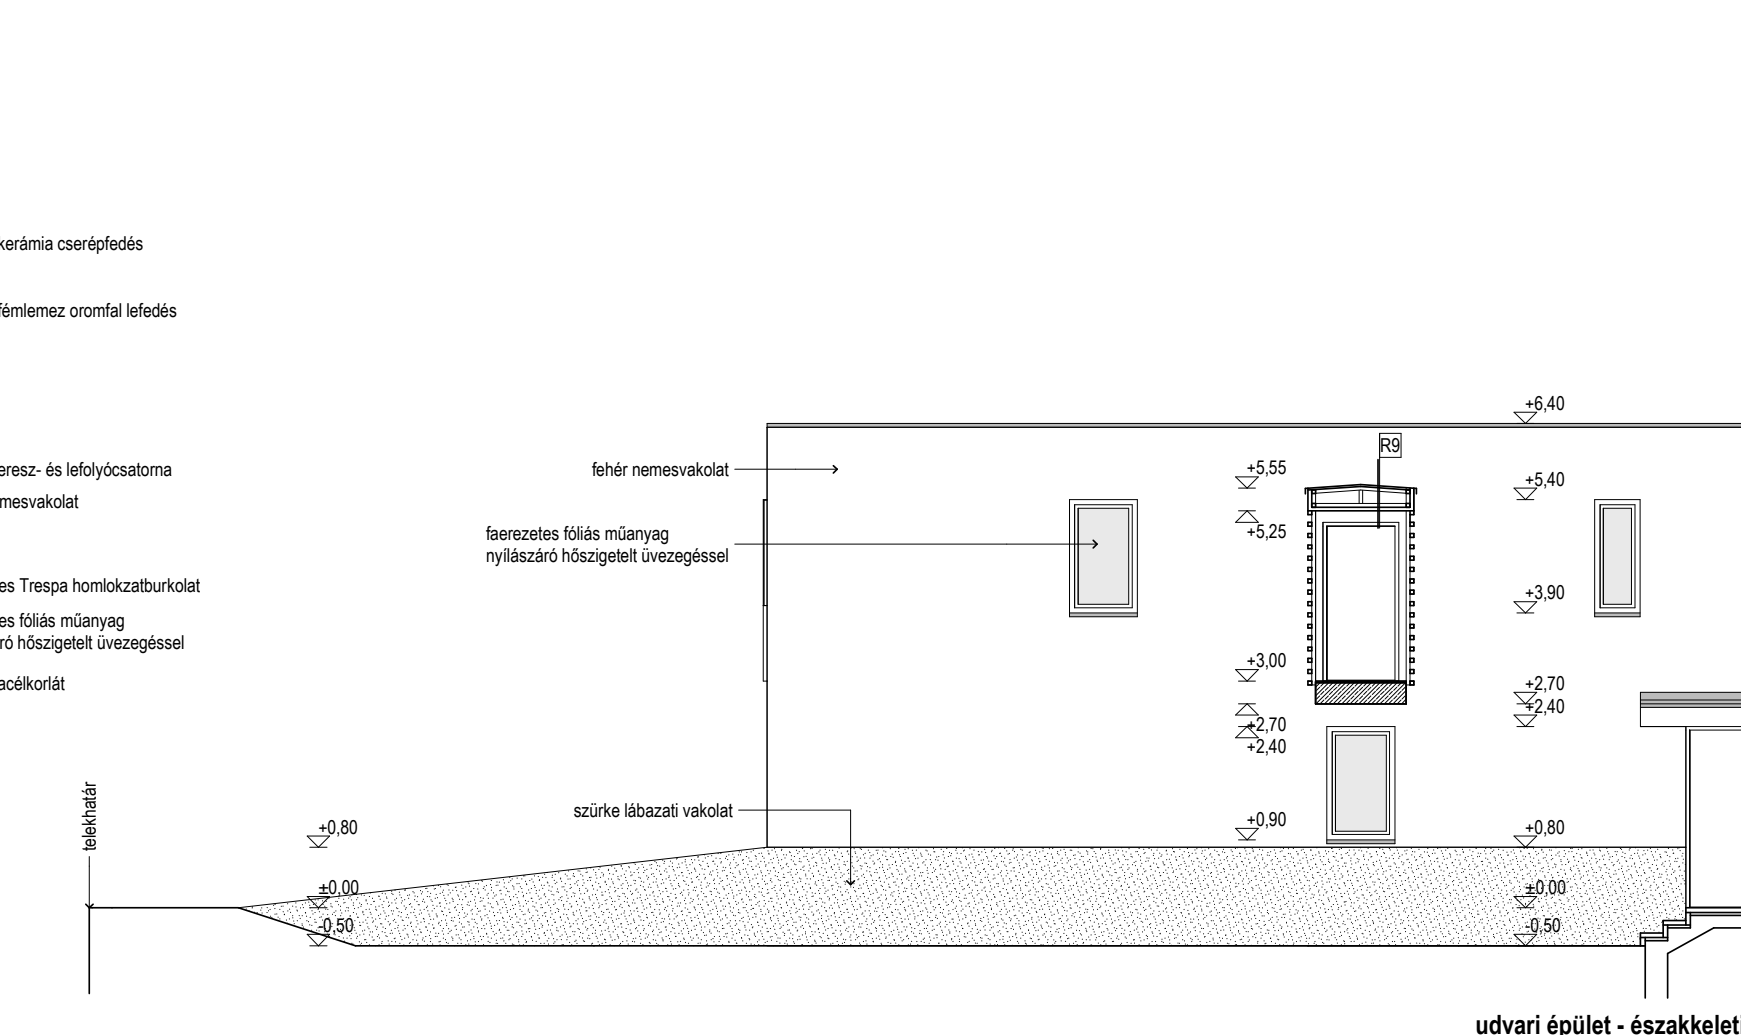 kerámia cserépfedés
fémlemez oromfal lefedés
eresz- és lefolyócsatorna
mesvakolat
es Trespa homlokzatburkolat
es fóliás műanyag
ró hőszigetelt üvezegéssel
acélkorlát
telekhatár
+0,80
±0,00
-0,50
fehér nemesvakolat
faerezetes fóliás műanyag
nyílászáró hőszigetelt üvezegéssel
szürke lábazati vakolat
+5,55
+5,25
+3,00
+2,70
+2,40
+0,90
R9
+6,40
+5,40
+3,90
+2,70
+2,40
+0,80
±0,00
-0,50
udvari épület - északkeleti